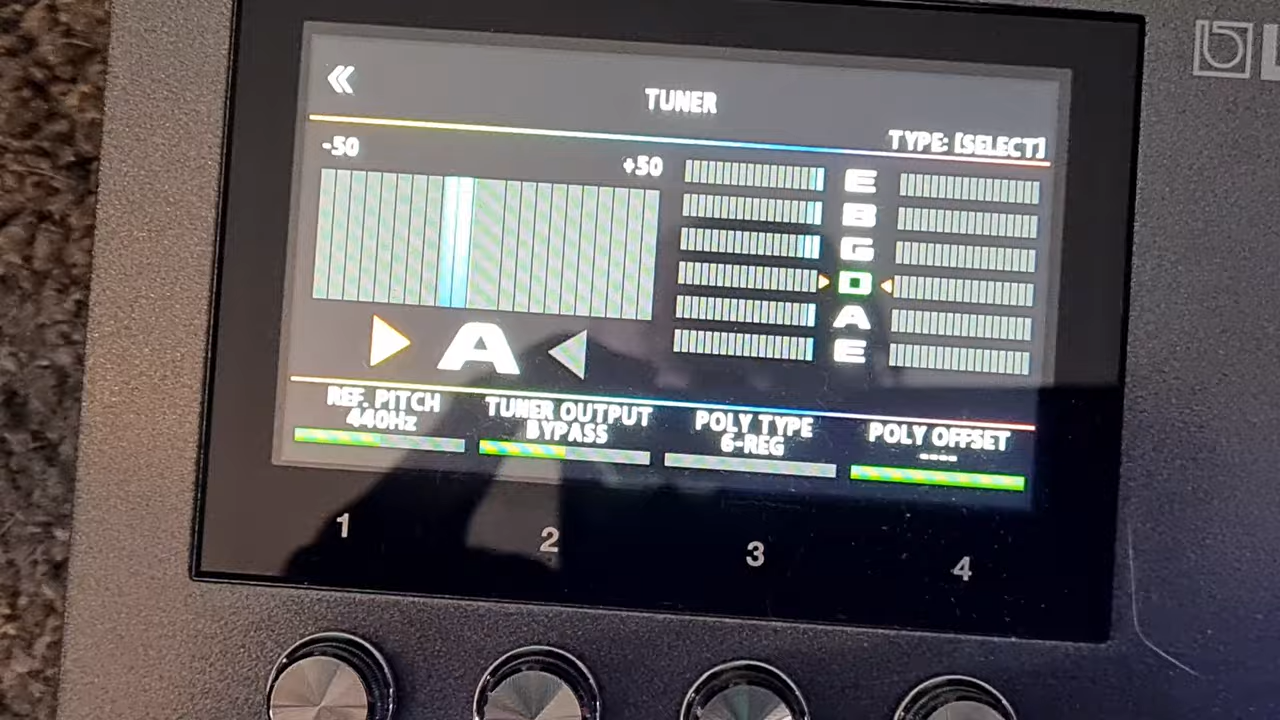 TUNER
TYPE: [SELECT]
-50
+50
E
B
G
D
A
E
A
REF. PITCH
440Hz
TUNER OUTPUT
BYPASS
POLY TYPE
6-REG
POLY OFFSET
----
1
2
3
4